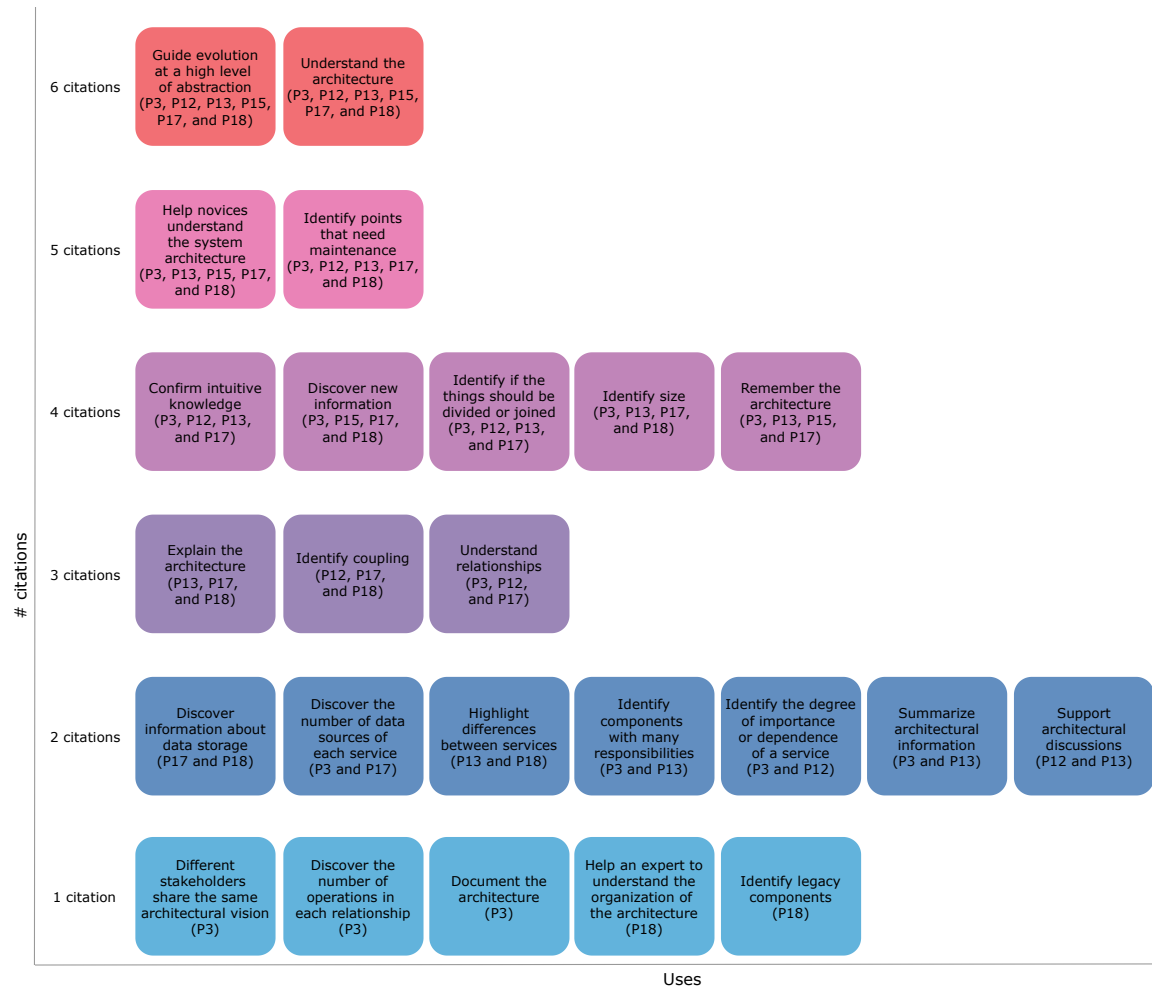 6 citations
Guide evolution
at a high level
of abstraction
(P3, P12, P13, P15,
P17, and P18)
Understand the
architecture
(P3, P12, P13, P15,
P17, and P18)
5 citations
Help novices
understand
the system
architecture
(P3, P13, P15, P17,
and P18)
Identify points
that need
maintenance
(P3, P12, P13, P17,
and P18)
4 citations
Confirm intuitive
knowledge
(P3, P12, P13,
and P17)
Discover new
information
(P3, P15, P17,
and P18)
Identify if the
things should be
divided or joined
(P3, P12, P13,
and P17)
Identify size
(P3, P13, P17,
and P18)
Remember the
architecture
(P3, P13, P15,
and P17)
3 citations
Explain the
architecture
(P13, P17,
and P18)
Identify coupling
(P12, P17,
and P18)
Understand
relationships
(P3, P12,
and P17)
# citations
2 citations
Discover
information about
data storage
(P17 and P18)
Discover the
number of data
sources of
each service
(P3 and P17)
Highlight
differences
between services
(P13 and P18)
Identify
components
with many
responsibilities
(P3 and P13)
Identify the degree
of importance
or dependence
of a service
(P3 and P12)
Summarize
architectural
information
(P3 and P13)
Support
architectural
discussions
(P12 and P13)
1 citation
Different
stakeholders
share the same
architectural vision
(P3)
Discover the
number of
operations in
each relationship
(P3)
Document the
architecture
(P3)
Help an expert to
understand the
organization of
the architecture
(P18)
Identify legacy
components
(P18)
Uses